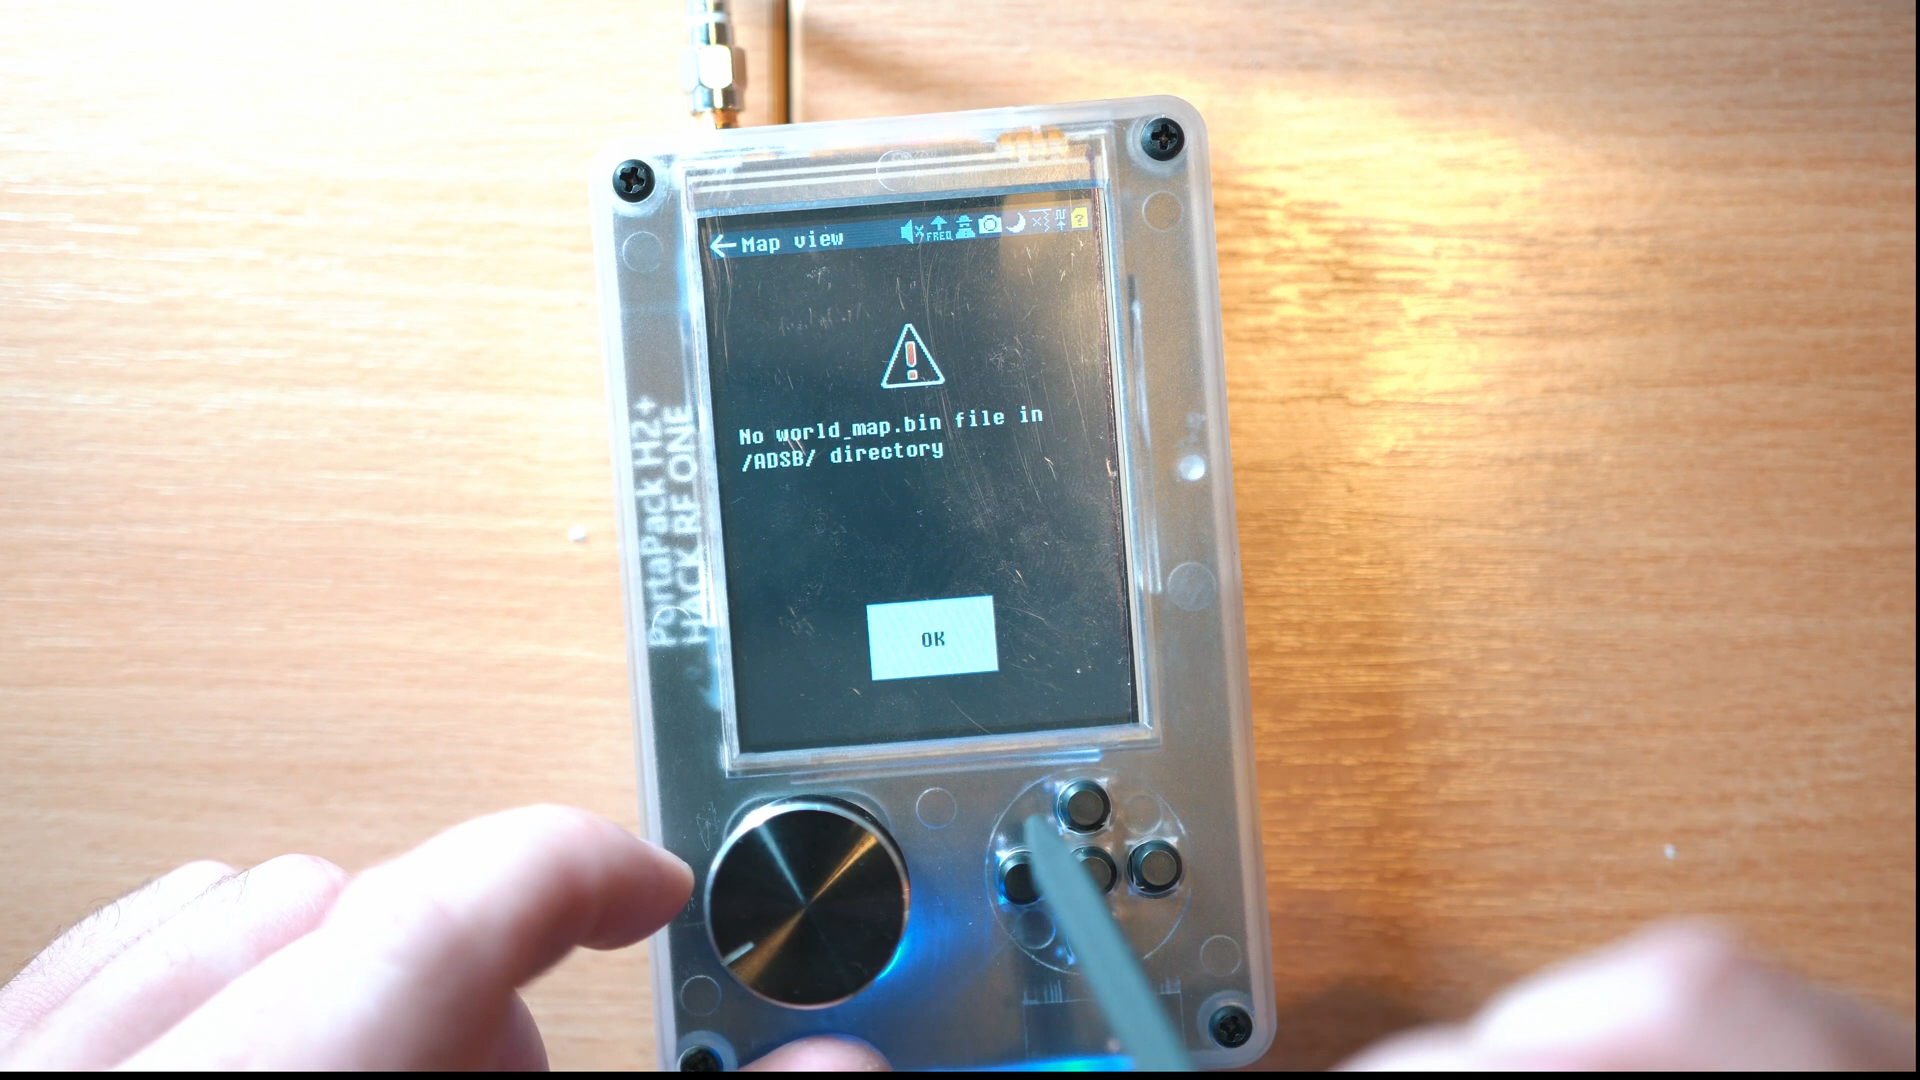 Map view
FREQ
?
!
No world_map.bin file in
/ADSB/ directory
OK
PortaPack H2+
HACK RF ONE